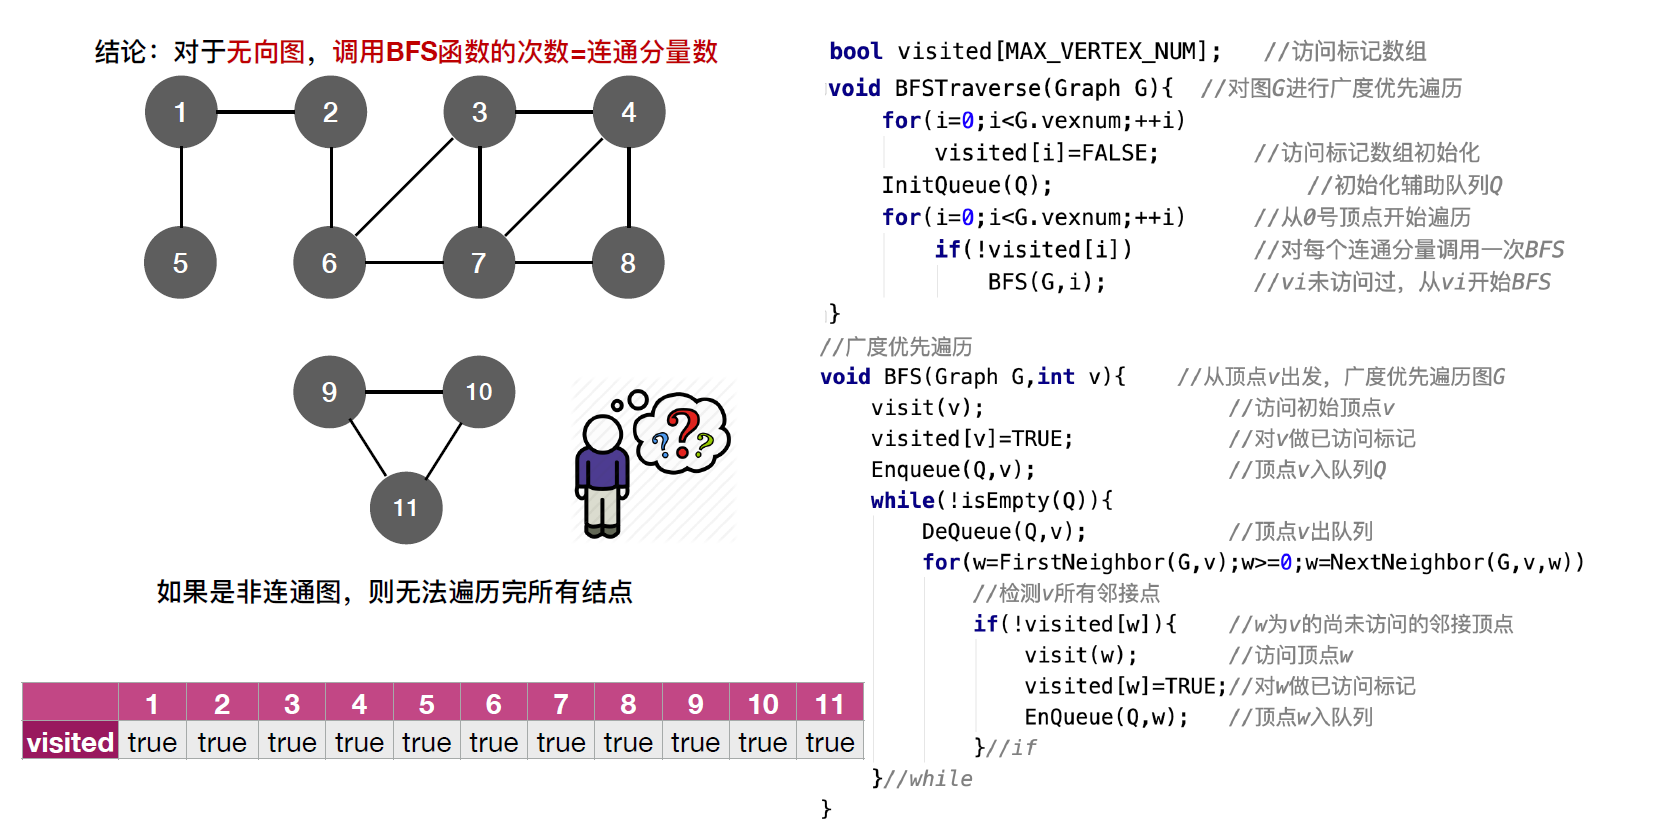 结论：对于无向图，调用BFS函数的次数=连通分量数
1 2 3 4
5 6 7 8
9 10
11
? ? ?
如果是非连通图，则无法遍历完所有结点
1 2 3 4 5 6 7 8 9 10 11
visited true true true true true true true true true true true
bool visited[MAX_VERTEX_NUM]; //访问标记数组
void BFSTraverse(Graph G){ //对图G进行广度优先遍历
for(i=0;i<G.vexnum;++i)
visited[i]=FALSE; //访问标记数组初始化
InitQueue(Q); //初始化辅助队列Q
for(i=0;i<G.vexnum;++i) //从0号顶点开始遍历
if(!visited[i]) //对每个连通分量调用一次BFS
BFS(G,i); //vi未访问过，从vi开始BFS
}
//广度优先遍历
void BFS(Graph G,int v){ //从顶点v出发，广度优先遍历图G
visit(v); //访问初始顶点v
visited[v]=TRUE; //对v做已访问标记
Enqueue(Q,v); //顶点v入队列Q
while(!isEmpty(Q)){
DeQueue(Q,v); //顶点v出队列
for(w=FirstNeighbor(G,v);w>=0;w=NextNeighbor(G,v,w))
//检测v所有邻接点
if(!visited[w]){ //w为v的尚未访问的邻接顶点
visit(w); //访问顶点w
visited[w]=TRUE;//对w做已访问标记
EnQueue(Q,w); //顶点w入队列
}//if
}//while
}